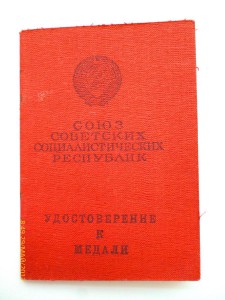 СОЮЗ
СОВЕТСКИХ
СОЦИАЛИСТИЧЕСКИХ
РЕСПУБЛИК
УДОСТОВЕРЕНИЕ
К
МЕДАЛИ